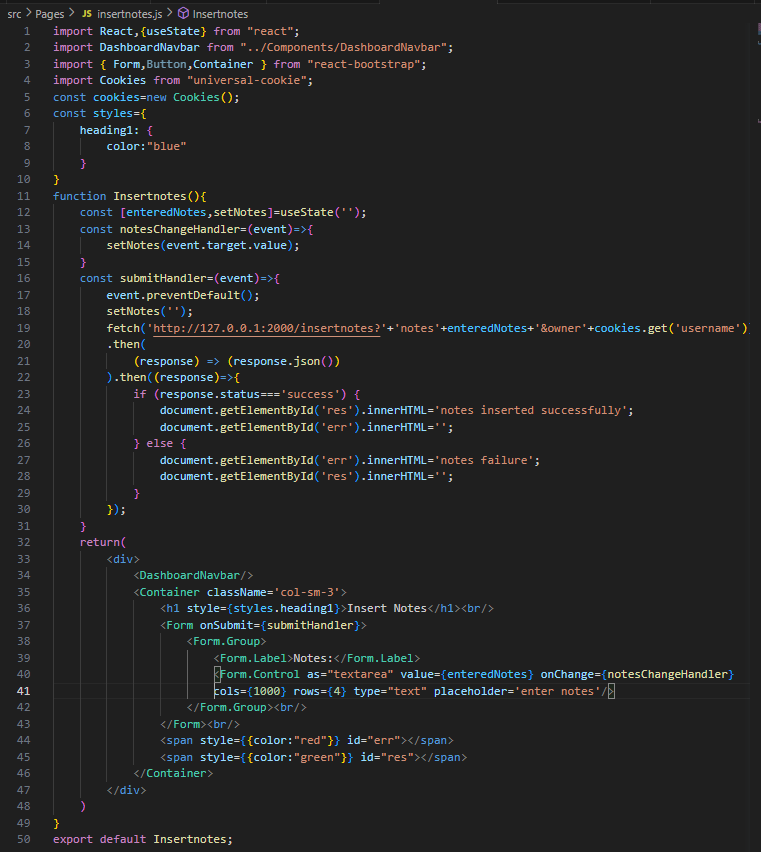 src > Pages > JS insertnotes.js > Insertnotes
1 import React,{useState} from "react";
2 import DashboardNavbar from "../Components/DashboardNavbar";
3 import { Form,Button,Container } from "react-bootstrap";
4 import Cookies from "universal-cookie";
5 const cookies=new Cookies();
6 const styles={
7     heading1: {
8         color:"blue"
9     }
10 }
11 function Insertnotes(){
12     const [enteredNotes,setNotes]=useState('');
13     const notesChangeHandler=(event)=>{
14         setNotes(event.target.value);
15     }
16     const submitHandler=(event)=>{
17         event.preventDefault();
18         setNotes('');
19         fetch('http://127.0.0.1:2000/insertnotes?'+'notes'+enteredNotes+'&owner'+cookies.get('username')
20         .then(
21             (response) => (response.json())
22         ).then((response)=>{
23             if (response.status==='success') {
24                 document.getElementById('res').innerHTML='notes inserted successfully';
25                 document.getElementById('err').innerHTML='';
26             } else {
27                 document.getElementById('err').innerHTML='notes failure';
28                 document.getElementById('res').innerHTML='';
29             }
30         });
31     }
32     return(
33         <div>
34             <DashboardNavbar/>
35             <Container className='col-sm-3'>
36                 <h1 style={styles.heading1}>Insert Notes</h1><br/>
37                 <Form onSubmit={submitHandler}>
38                     <Form.Group>
39                         <Form.Label>Notes:</Form.Label>
40                         <Form.Control as="textarea" value={enteredNotes} onChange={notesChangeHandler}
41                         cols={1000} rows={4} type="text" placeholder='enter notes'/>
42                     </Form.Group><br/>
43                 </Form><br/>
44                 <span style={{color:"red"}} id="err"></span>
45                 <span style={{color:"green"}} id="res"></span>
46             </Container>
47         </div>
48     )
49 }
50 export default Insertnotes;